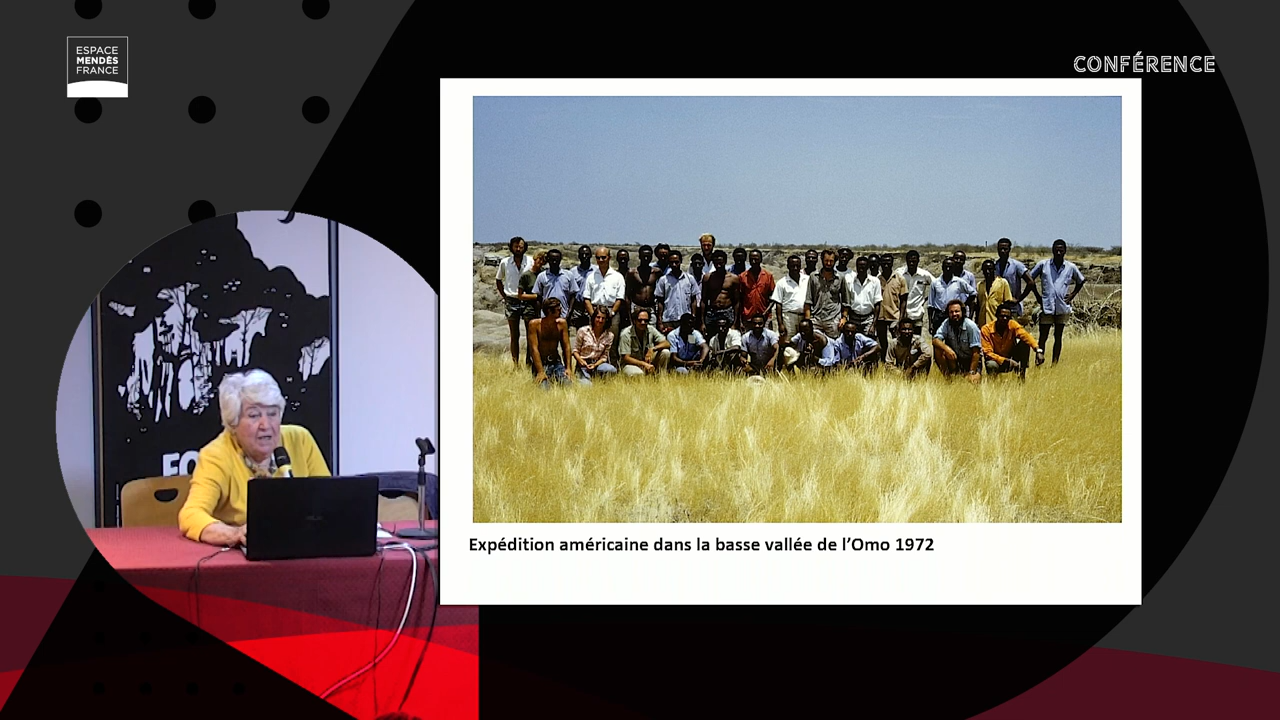 ESPACE
MENDÈS
FRANCE
CONFÉRENCE
Expédition américaine dans la basse vallée de l’Omo 1972